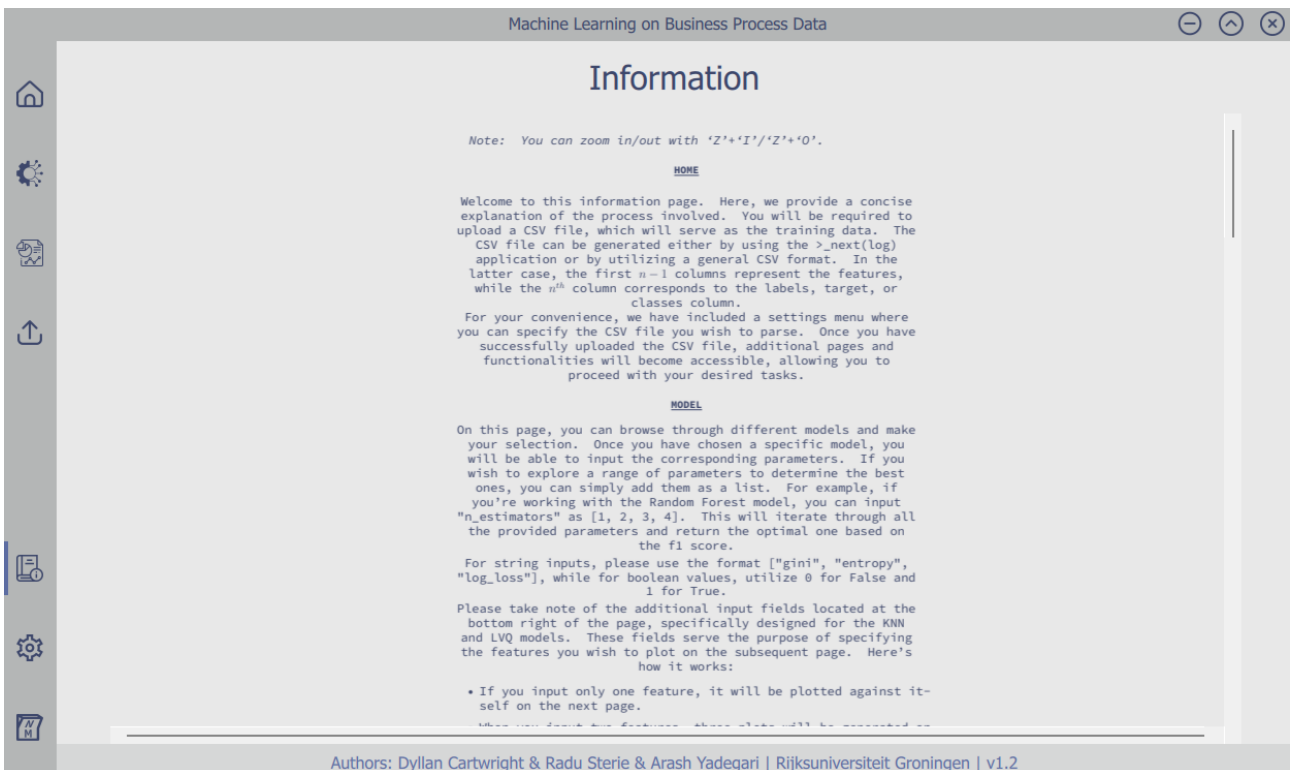 Machine Learning on Business Process Data
Information
Note: You can zoom in/out with ‘Z’+‘I’/‘Z’+‘O’.
HOME
Welcome to this information page. Here, we provide a concise
explanation of the process involved. You will be required to
upload a CSV file, which will serve as the training data. The
CSV file can be generated either by using the >_next(log)
application or by utilizing a general CSV format. In the
latter case, the first n − 1 columns represent the features,
while the nᵗʰ column corresponds to the labels, target, or
classes column.
For your convenience, we have included a settings menu where
you can specify the CSV file you wish to parse. Once you have
successfully uploaded the CSV file, additional pages and
functionalities will become accessible, allowing you to
proceed with your desired tasks.
MODEL
On this page, you can browse through different models and make
your selection. Once you have chosen a specific model, you
will be able to input the corresponding parameters. If you
wish to explore a range of parameters to determine the best
ones, you can simply add them as a list. For example, if
you’re working with the Random Forest model, you can input
"n_estimators" as [1, 2, 3, 4]. This will iterate through all
the provided parameters and return the optimal one based on
the f1 score.
For string inputs, please use the format ["gini", "entropy",
"log_loss"], while for boolean values, utilize 0 for False and
1 for True.
Please take note of the additional input fields located at the
bottom right of the page, specifically designed for the KNN
and LVQ models. These fields serve the purpose of specifying
the features you wish to plot on the subsequent page. Here’s
how it works:
• If you input only one feature, it will be plotted against it-
self on the next page.
• When you input two features, three plots will be generated on
N
M
Authors: Dyllan Cartwright & Radu Sterie & Arash Yadegari | Rijksuniversiteit Groningen | v1.2